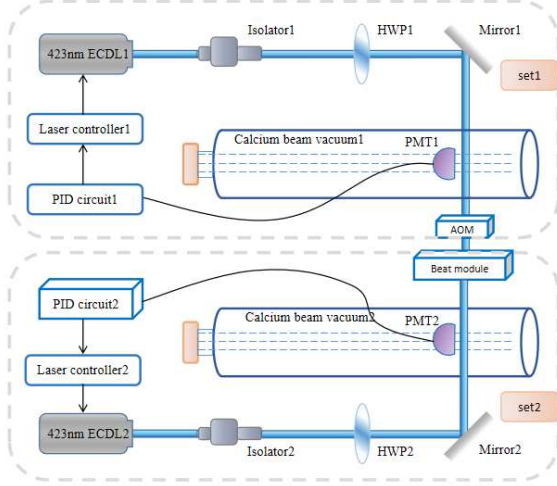 Isolator1
HWP1
Mirror1
423nm ECDL1
set1
Laser controller1
Calcium beam vacuum1
PMT1
PID circuit1
AOM
Beat module
PID circuit2
Calcium beam vacuum2
PMT2
Laser controller2
set2
423nm ECDL2
Isolator2
HWP2
Mirror2